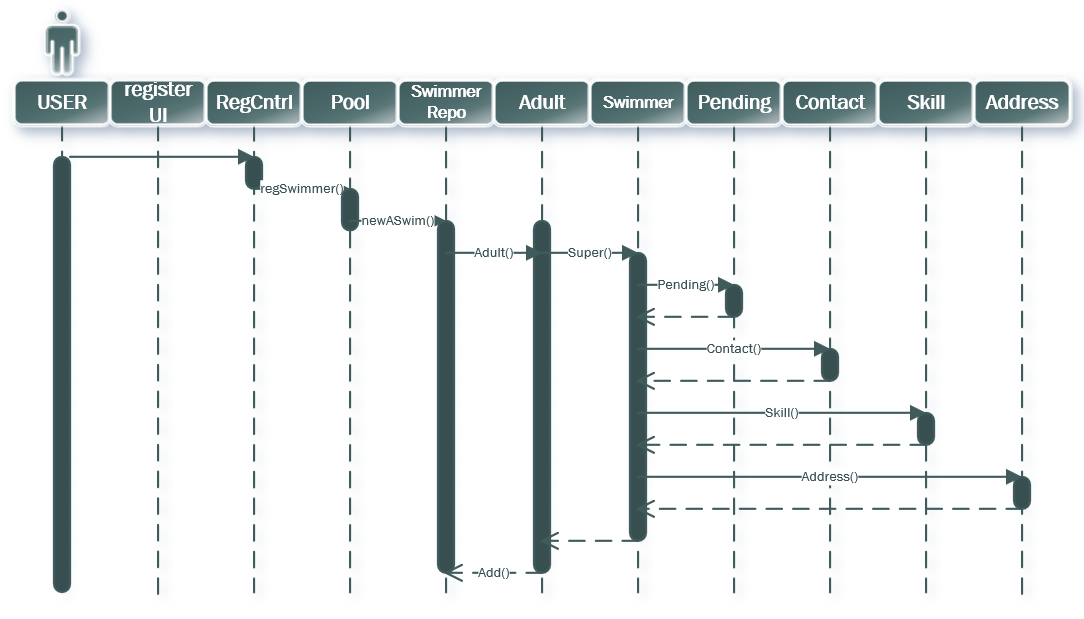 USER
register
UI
RegCntrl
Pool
Swimmer
Repo
Adult
Swimmer
Pending
Contact
Skill
Address
regSwimmer()
newASwim()
Adult()
Super()
Pending()
Contact()
Skill()
Address()
Add()